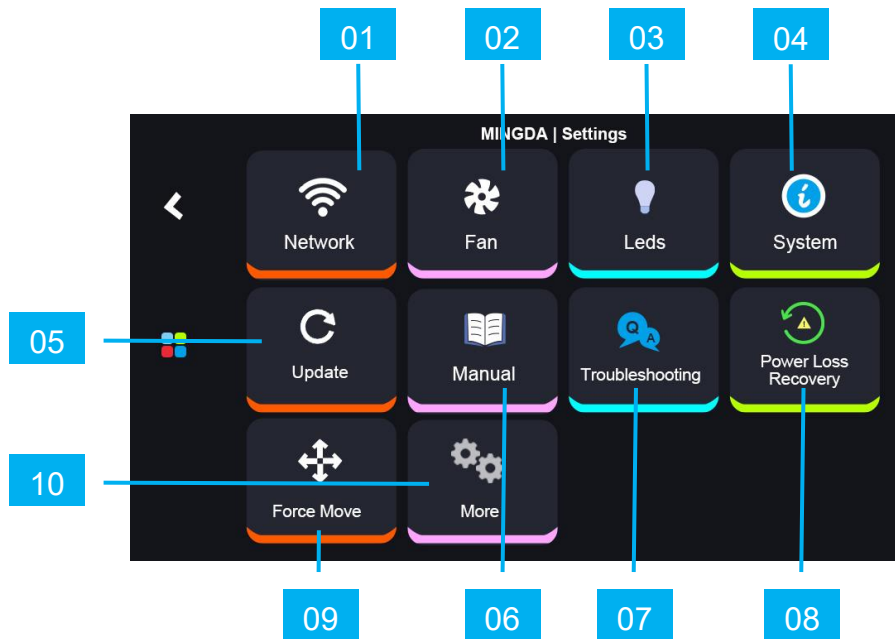 01
02
03
04
MINGDA | Settings
Network
Fan
Leds
System
05
Update
Manual
Troubleshooting
Power Loss
Recovery
10
Force Move
More
09
06
07
08